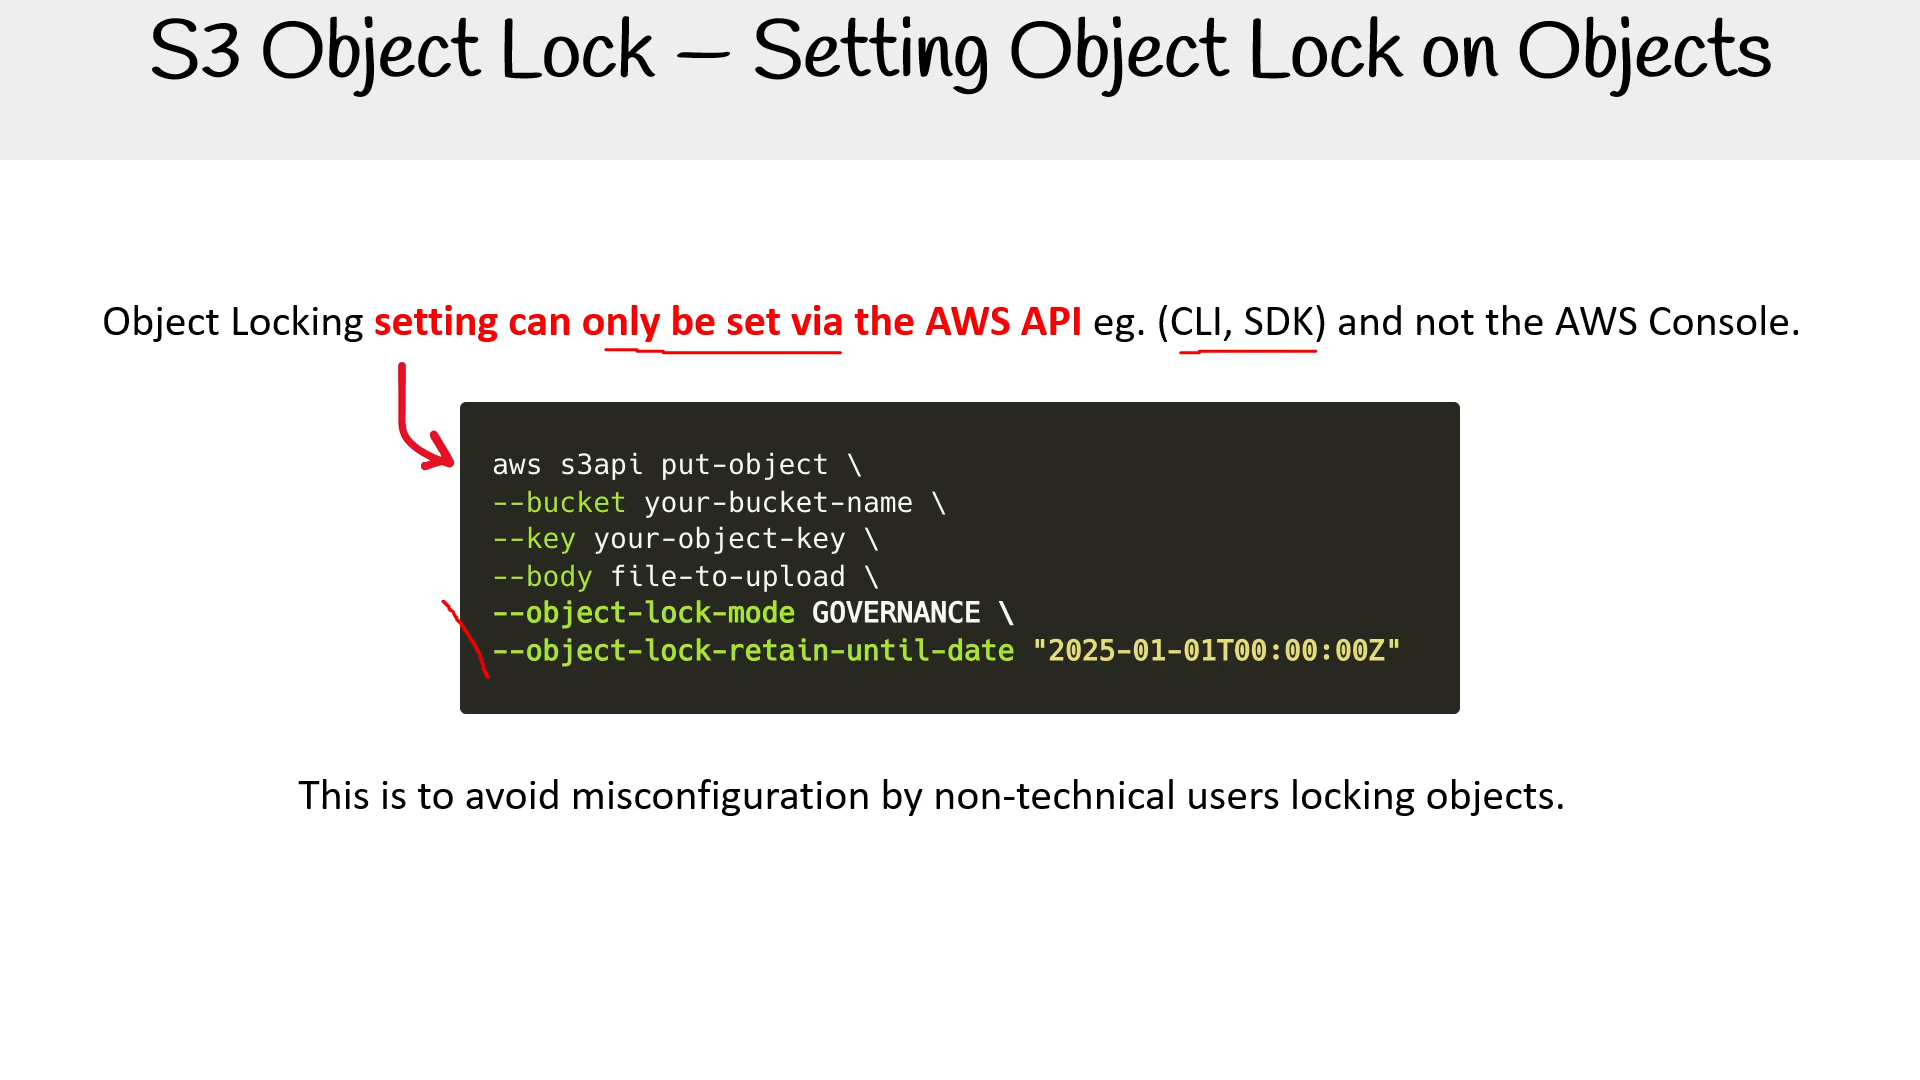 S3 Object Lock – Setting Object Lock on Objects
Object Locking setting can only be set via the AWS API eg. (CLI, SDK) and not the AWS Console.
aws s3api put-object \
--bucket your-bucket-name \
--key your-object-key \
--body file-to-upload \
--object-lock-mode GOVERNANCE \
--object-lock-retain-until-date "2025-01-01T00:00:00Z"
This is to avoid misconfiguration by non-technical users locking objects.